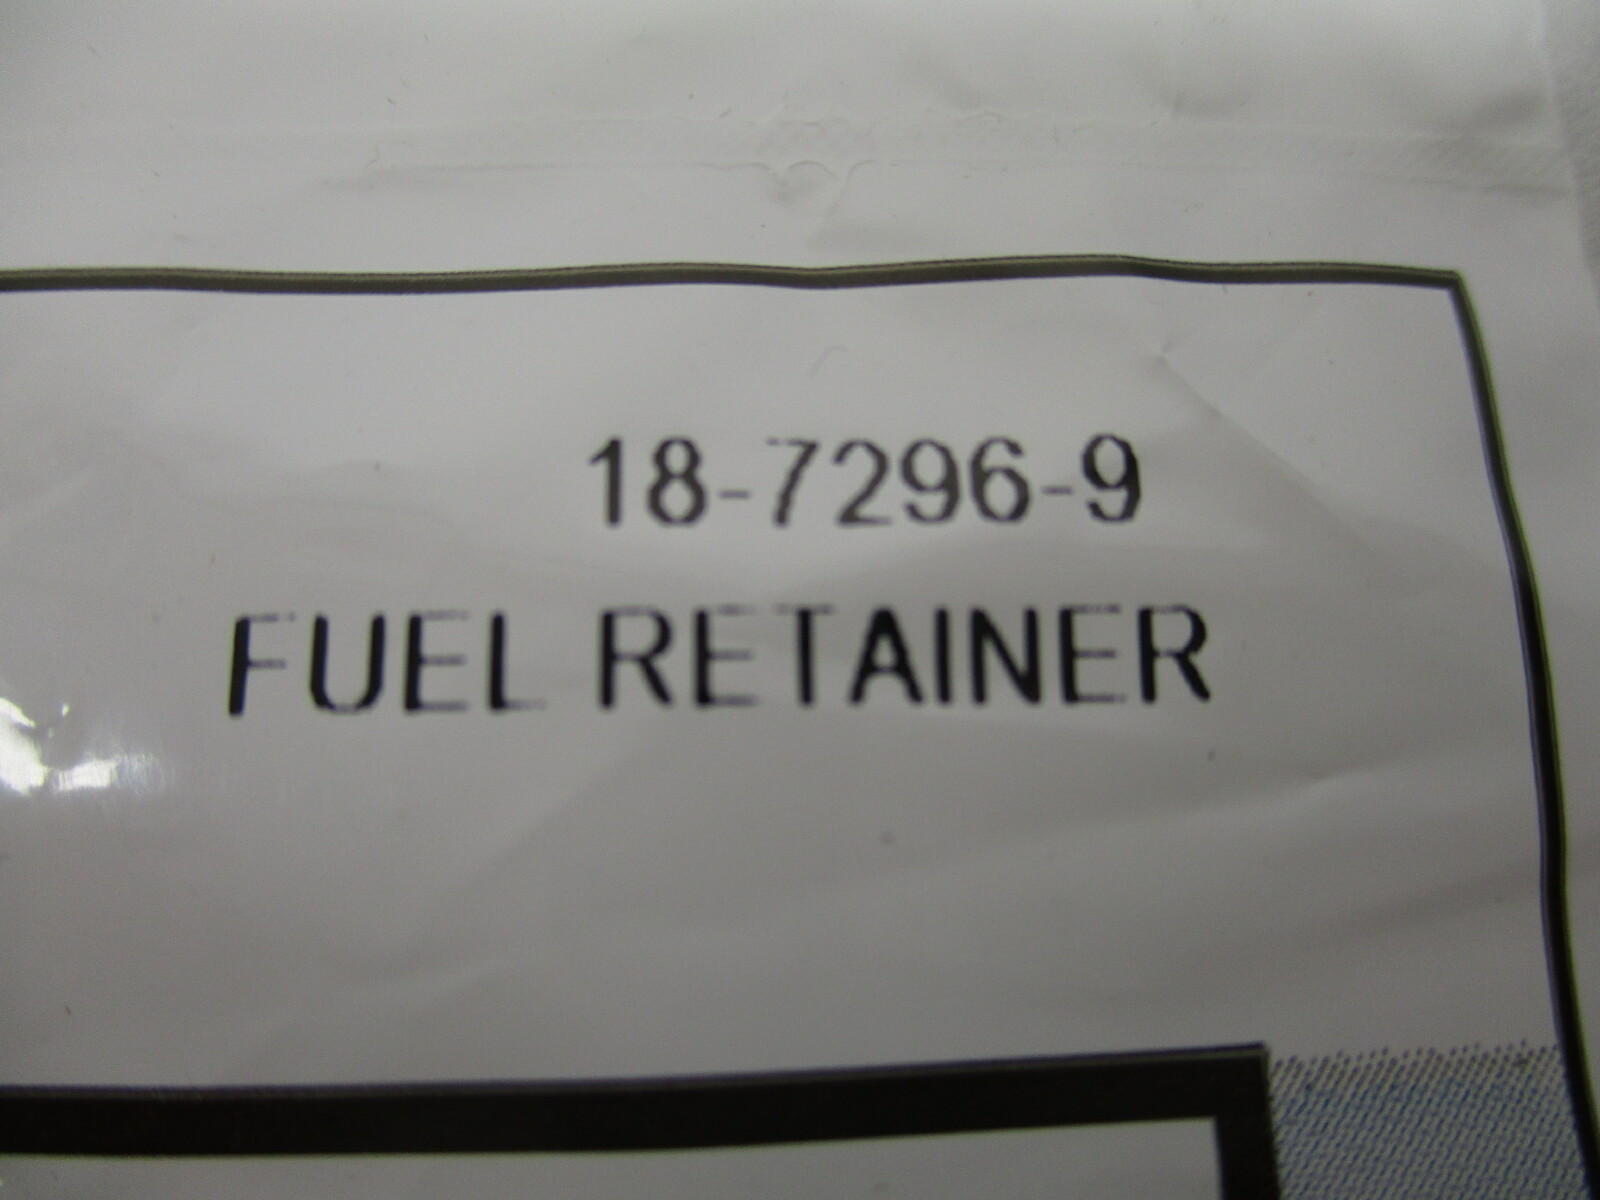 18-7296-9
FUEL RETAINER